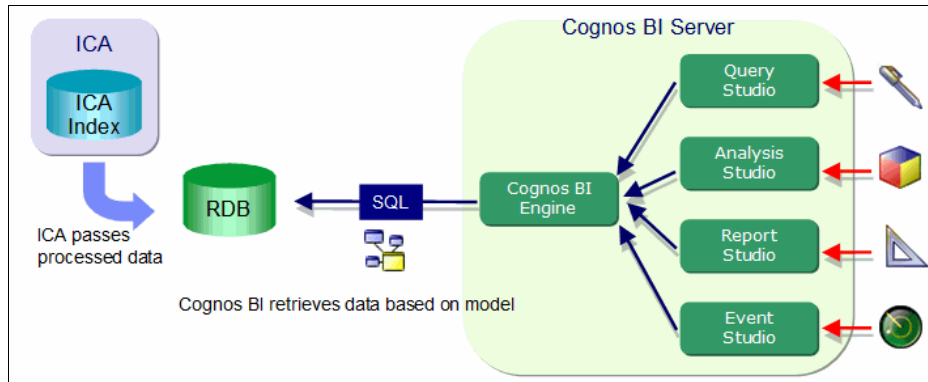 Cognos BI Server
ICA
ICA
Index
RDB
ICA passes
processed data
SQL
Cognos BI retrieves data based on model
Cognos BI
Engine
Query
Studio
Analysis
Studio
Report
Studio
Event
Studio